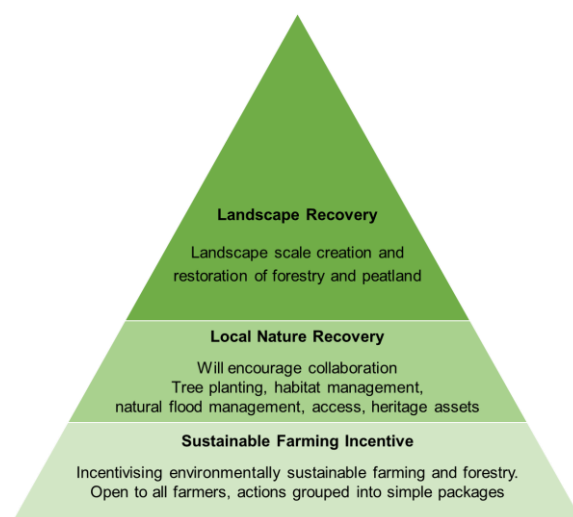 Landscape Recovery
Landscape scale creation and
restoration of forestry and peatland
Local Nature Recovery
Will encourage collaboration
Tree planting, habitat management,
natural flood management, access, heritage assets
Sustainable Farming Incentive
Incentivising environmentally sustainable farming and forestry.
Open to all farmers, actions grouped into simple packages